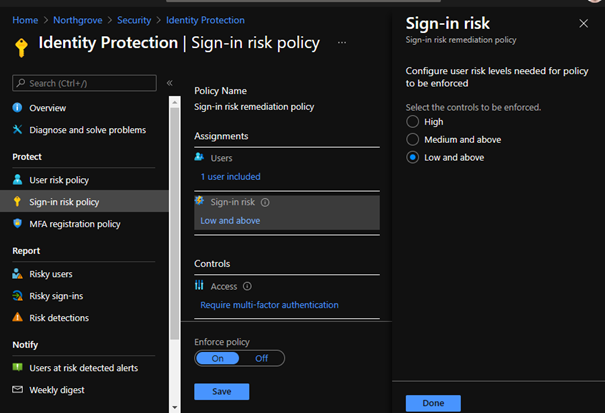 Home > Northgrove > Security > Identity Protection
Identity Protection | Sign-in risk policy ...
Search (Ctrl+/)
«
Overview
Diagnose and solve problems
Protect
User risk policy
Sign-in risk policy
MFA registration policy
Report
Risky users
Risky sign-ins
Risk detections
Notify
Users at risk detected alerts
Weekly digest
Policy Name
Sign-in risk remediation policy
Assignments
Users
1 user included
Sign-in risk
Low and above
Controls
Access
Require multi-factor authentication
Enforce policy
On Off
Save
Sign-in risk
Sign-in risk remediation policy
Configure user risk levels needed for policy
to be enforced
Select the controls to be enforced.
High
Medium and above
Low and above
Done